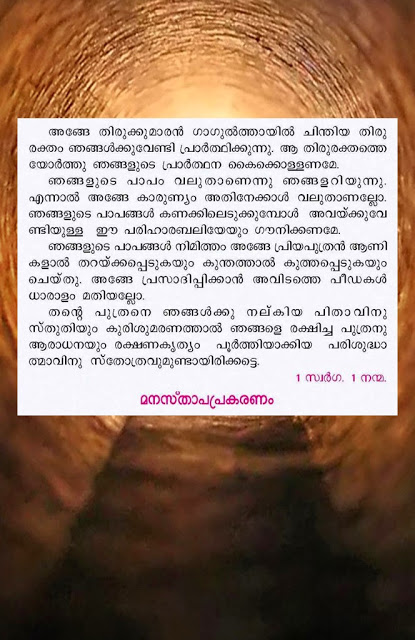 അങ്ങേ തിരുക്കുമാരൻ ഗാഗുൽത്തായിൽ ചിന്തിയ തിരു
രക്തം ഞങ്ങൾക്കുവേണ്ടി പ്രാർത്ഥിക്കുന്നു. ആ തിരുരക്തത്തെ
യോർത്തു ഞങ്ങളുടെ പ്രാർത്ഥന കൈക്കൊള്ളണമേ.
ഞങ്ങളുടെ പാപം വലുതാണെന്നു ഞങ്ങളറിയുന്നു.
എന്നാൽ അങ്ങേ കാരുണ്യം അതിനേക്കാൾ വലുതാണല്ലോ.
ഞങ്ങളുടെ പാപങ്ങൾ കണക്കിലെടുക്കുമ്പോൾ അവയ്ക്കുവേ
ണ്ടിയുള്ള ഈ പരിഹാരബലിയേയും ഗൗനിക്കണമേ.
ഞങ്ങളുടെ പാപങ്ങൾ നിമിത്തം അങ്ങേ പ്രിയപുത്രൻ ആണി
കളാൽ തറയ്ക്കപ്പെടുകയും കുന്തത്താൽ കുത്തപ്പെടുകയും
ചെയ്തു. അങ്ങേ പ്രസാദിപ്പിക്കാൻ അവിടത്തെ പീഡകൾ
ധാരാളം മതിയല്ലോ.
തന്റെ പുത്രനെ ഞങ്ങൾക്കു നല്കിയ പിതാവിനു
സ്തുതിയും കുരിശുമരണത്താൽ ഞങ്ങളെ രക്ഷിച്ച പുത്രനു
ആരാധനയും രക്ഷണകൃത്യം പൂർത്തിയാക്കിയ പരിശുദ്ധാ
ത്മാവിനു സ്തോത്രവുമുണ്ടായിരിക്കട്ടെ.
1 സ്വർഗ. 1 നന്മ.
മനസ്താപപ്രകരണം